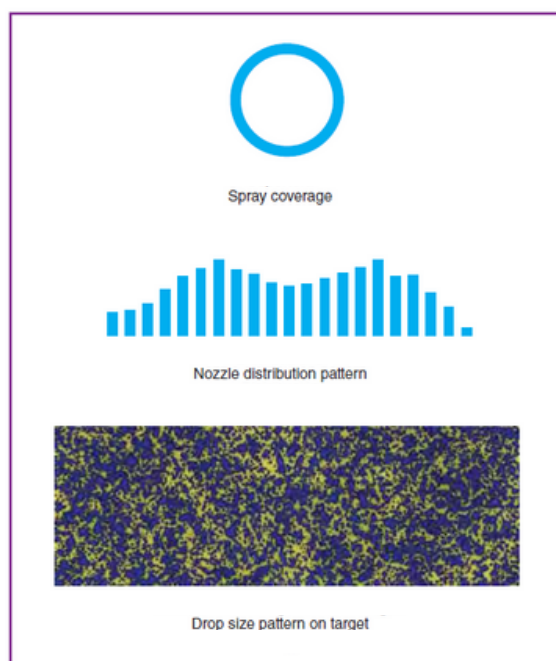 Spray coverage
Nozzle distribution pattern
Drop size pattern on target